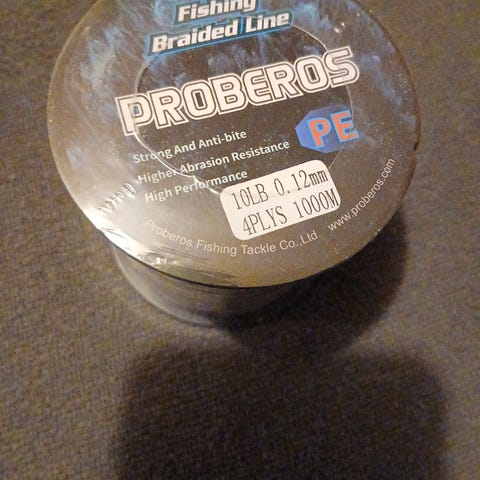 Fishing
Braided Line
PROBEROS
PE
Strong And Anti-bite
Higher Abrasion Resistance
High Performance
10LB 0.12mm
4PLYS 1000M
Proberos Fishing Tackle Co.,Ltd. www.proberos.com